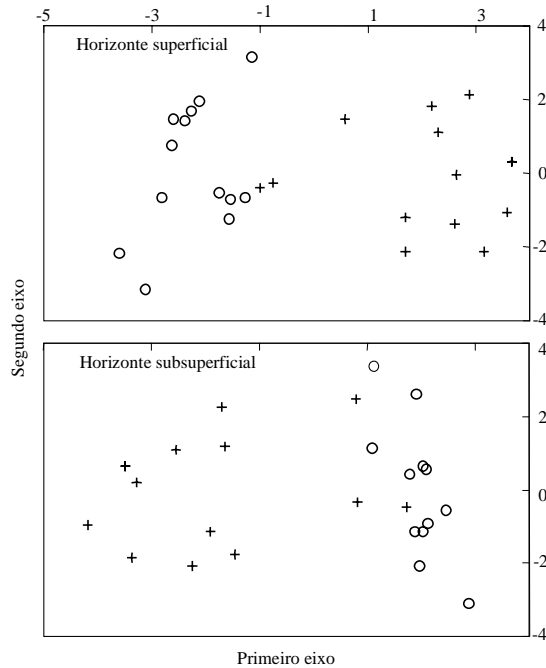 -5 -3 -1 1 3
Horizonte superficial
4
2
0
-2
-4
Segundo eixo
Horizonte subsuperficial
4
2
0
-2
-4
Primeiro eixo